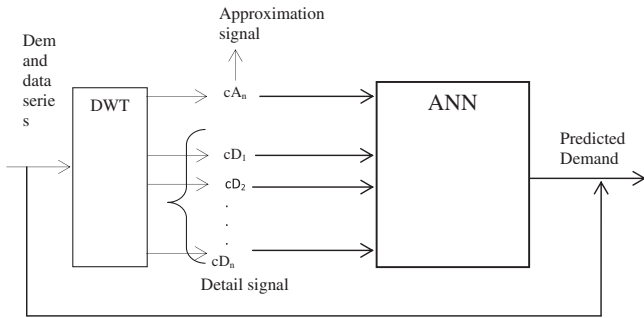 Approximation
signal
Dem
and
data
serie
s
DWT
cAₙ
ANN
cD₁
cD₂
.
.
.
cDₙ
Detail signal
Predicted
Demand